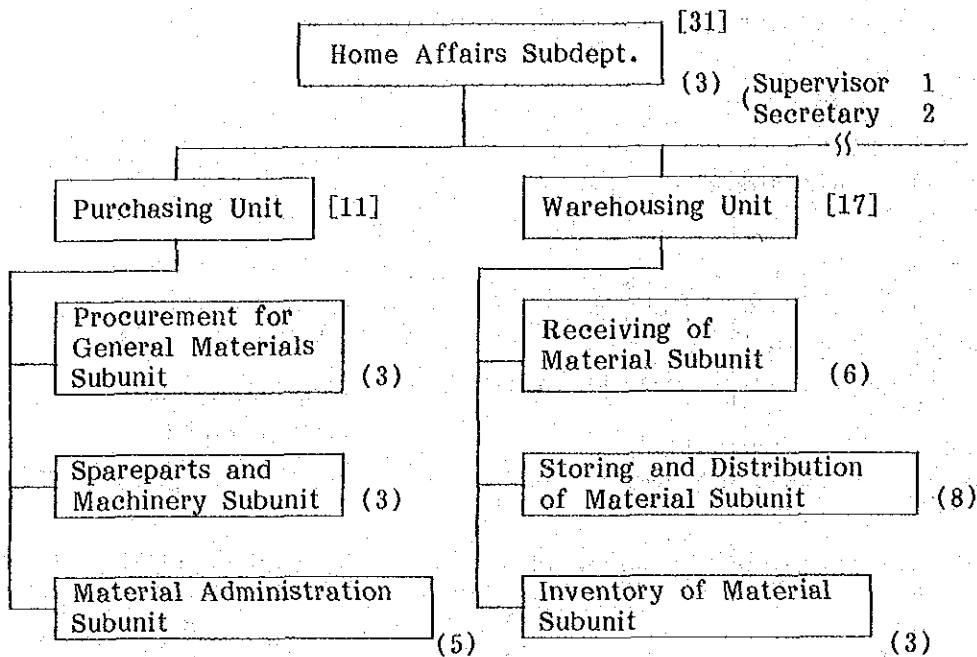 [31]
Home Affairs Subdept.
(3) (Supervisor 1
Secretary 2
Purchasing Unit [11]
Warehousing Unit [17]
Procurement for
General Materials
Subunit (3)
Receiving of
Material Subunit (6)
Spareparts and
Machinery Subunit (3)
Storing and Distribution
of Material Subunit (8)
Material Administration
Subunit (5)
Inventory of Material
Subunit (3)